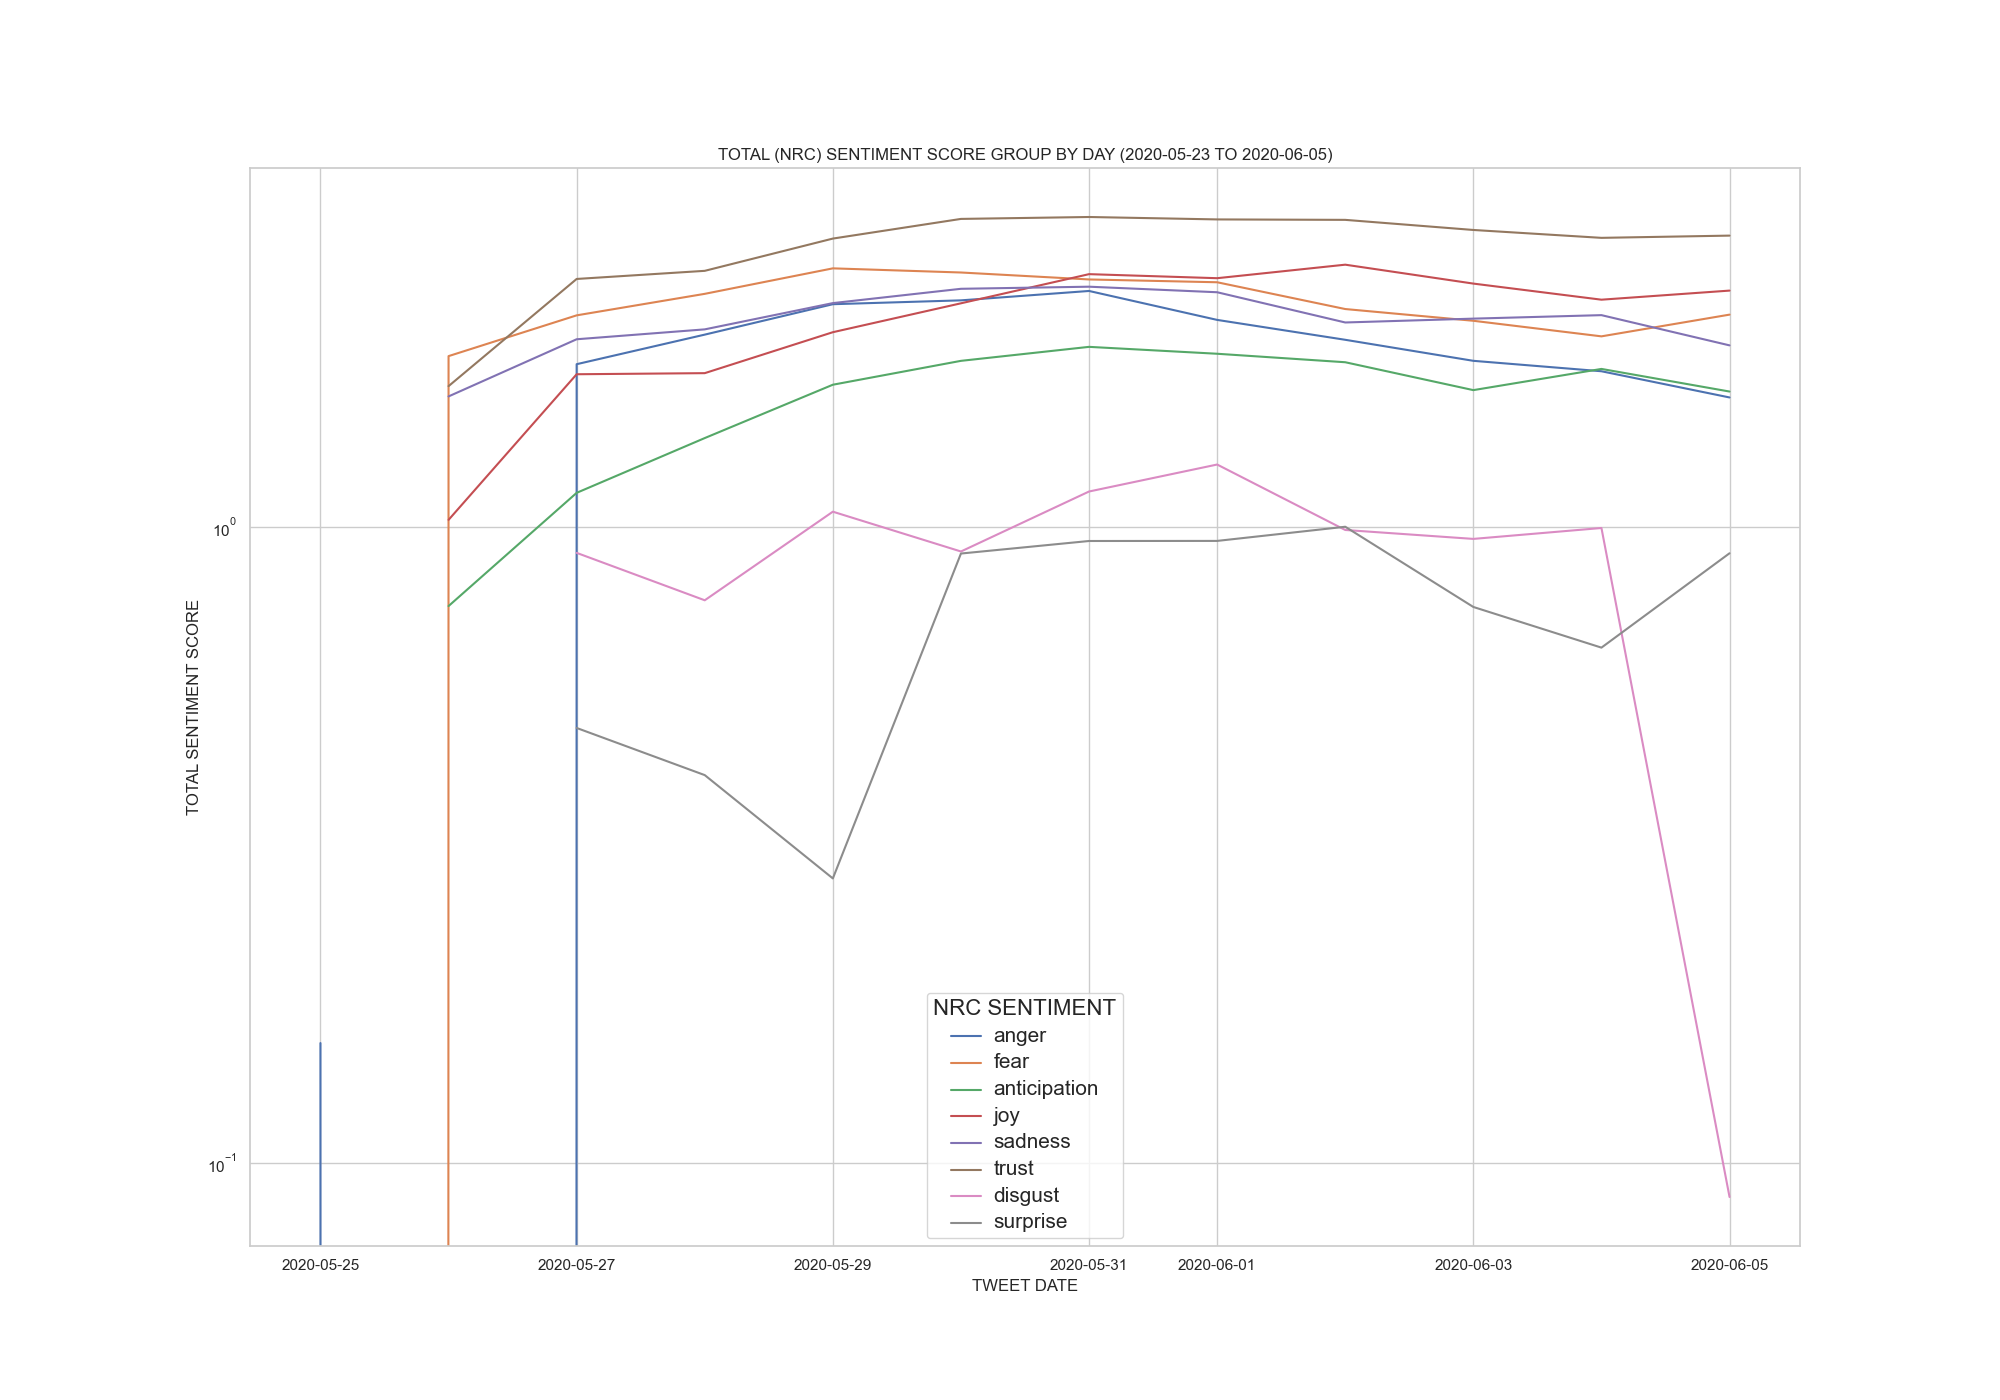 TOTAL (NRC) SENTIMENT SCORE GROUP BY DAY (2020-05-23 TO 2020-06-05)
TOTAL SENTIMENT SCORE
10⁰
10⁻¹
NRC SENTIMENT
anger
fear
anticipation
joy
sadness
trust
disgust
surprise
2020-05-25 2020-05-27 2020-05-29 2020-05-31 2020-06-01 2020-06-03 2020-06-05
TWEET DATE